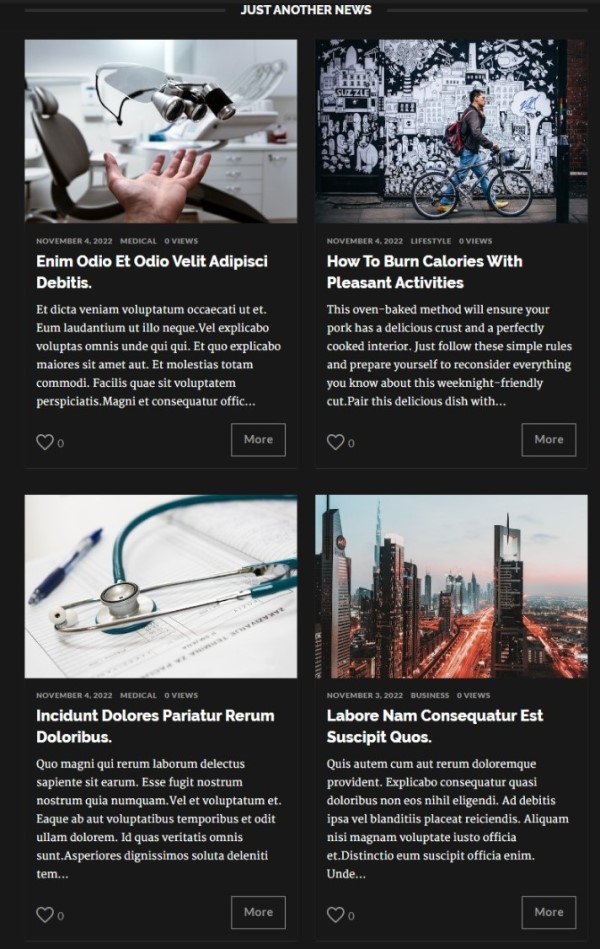 JUST ANOTHER NEWS
SUZZLE
NOVEMBER 4, 2022 MEDICAL 0 VIEWS
Enim Odio Et Odio Velit Adipisci
Debitis.
Et dicta veniam voluptatum occaecati ut et.
Eum laudantium ut illo neque.Vel explicabo
voluptas omnis unde qui qui. Et quo explicabo
maiores sit amet aut. Et molestias totam
commodi. Facilis quae sit voluptatem
perspiciatis.Magni et consequatur offic...
0
More
NOVEMBER 4, 2022 LIFESTYLE 0 VIEWS
How To Burn Calories With
Pleasant Activities
This oven-baked method will ensure your
pork has a delicious crust and a perfectly
cooked interior. Just follow these simple rules
and prepare yourself to reconsider everything
you know about this weeknight-friendly
cut.Pair this delicious dish with...
0
More
NOVEMBER 4, 2022 MEDICAL 0 VIEWS
Incidunt Dolores Pariatur Rerum
Doloribus.
Quo magni qui rerum laborum delectus
sapiente sit earum. Esse fugit nostrum
nostrum quia numquam.Vel et voluptatum et.
Eaque ab aut voluptatibus temporibus et odit
ullam dolorem. Id quas veritatis omnis
sunt.Asperiores dignissimos soluta deleniti
tem...
0
More
NOVEMBER 3, 2022 BUSINESS 0 VIEWS
Labore Nam Consequatur Est
Suscipit Quos.
Quis autem cum aut rerum doloremque
provident. Explicabo consequatur quasi
doloribus non eos nihil eligendi. Ad debitis
ipsa vel blanditiis placeat reiciendis. Aliquam
nisi magnam voluptate iusto officia
et.Distinctio eum suscipit officia enim.
Unde...
0
More